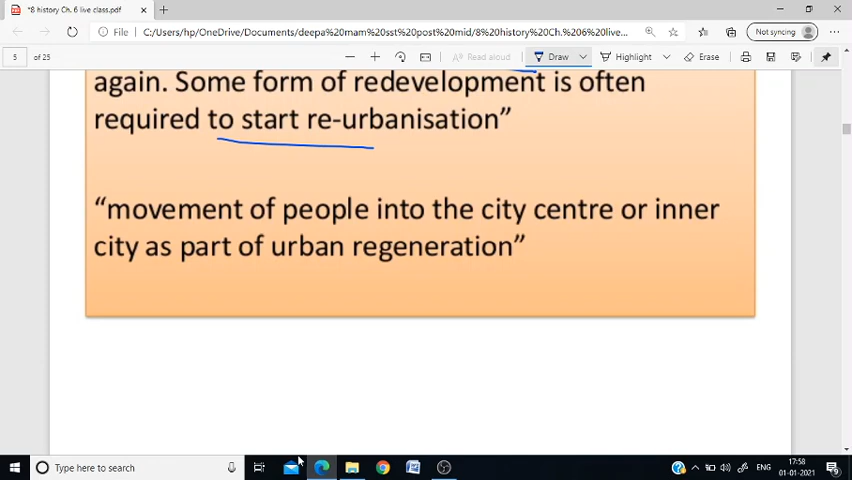 *8 history Ch. 6 live class.pdf
File C:/Users/hp/OneDrive/Documents/deepa%20mam%20sst%20post%20mid/8%20history%20Ch.%206%20live... Not syncing
5 of 25 Read aloud Draw Highlight Erase
again. Some form of redevelopment is often
required to start re-urbanisation”
“movement of people into the city centre or inner
city as part of urban regeneration”
Type here to search ENG 17:58
01-01-2021